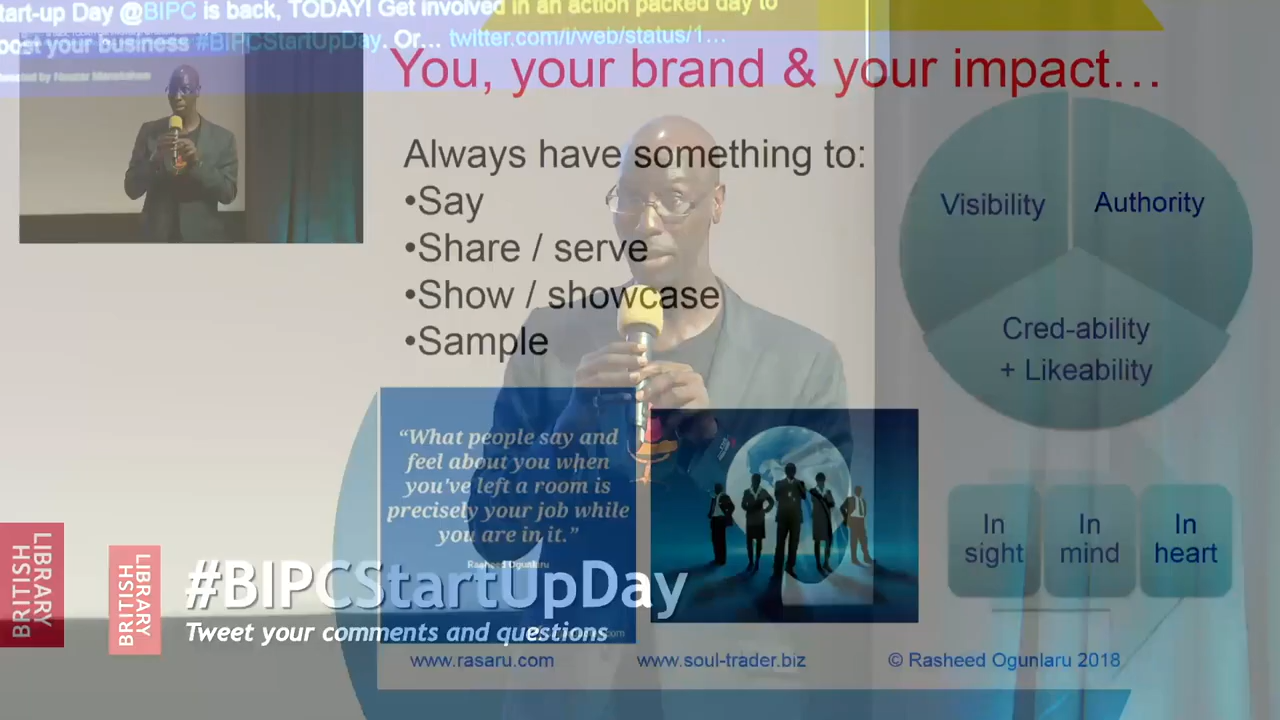 tart-up Day @BIPC is back, TODAY! Get involved in an action packed day to
oost your business #BIPCStartUpDay. Or... twitter.com/i/web/status/1...
You, your brand & your impact...
Always have something to:
•Say
•Share / serve
•Show / showcase
•Sample
Visibility
Authority
Cred-ability
+ Likeability
“What people say and
feel about you when
you've left a room is
precisely your job while
you are in it.”
Rasheed Ogunlaru
In
sight
In
mind
In
heart
BRITISH
LIBRARY
BRITISH
LIBRARY
#BIPCStartUpDay
Tweet your comments and questions
www.rasaru.com
www.soul-trader.biz
© Rasheed Ogunlaru 2018